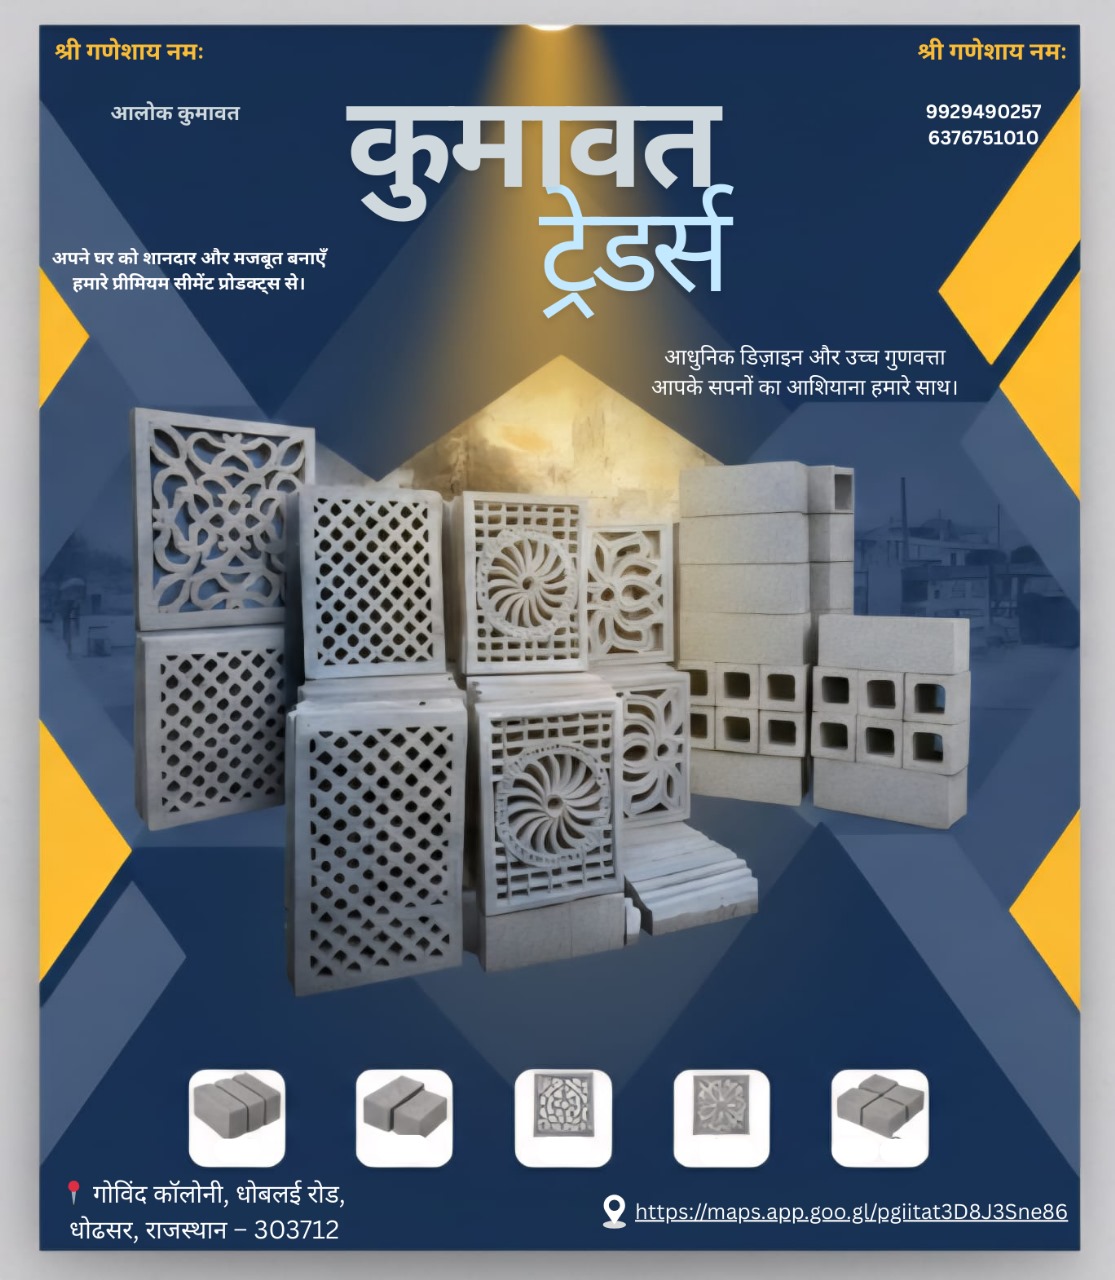 श्री गणेशाय नमः
श्री गणेशाय नमः
आलोक कुमावत
9929490257
6376751010
कुमावत
ट्रेडर्स
अपने घर को शानदार और मजबूत बनाएँ
हमारे प्रीमियम सीमेंट प्रोडक्ट्स से।
आधुनिक डिज़ाइन और उच्च गुणवत्ता
आपके सपनों का आशियाना हमारे साथ।
गोविंद कॉलोनी, धोबलई रोड,
धोढसर, राजस्थान – 303712
https://maps.app.goo.gl/pgiitat3D8J3Sne86